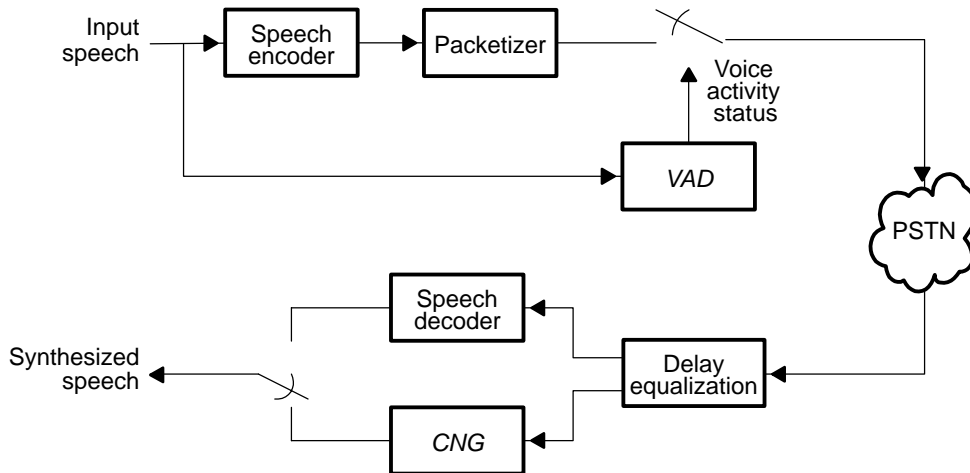 Input
speech
Speech
encoder
Packetizer
Voice
activity
status
VAD
PSTN
Speech
decoder
Synthesized
speech
Delay
equalization
CNG